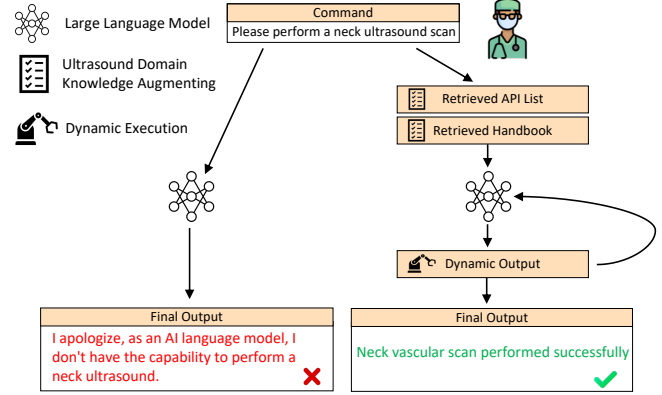 Large Language Model
Ultrasound Domain
Knowledge Augmenting
Dynamic Execution
Command
Please perform a neck ultrasound scan
Retrieved API List
Retrieved Handbook
Dynamic Output
Final Output
I apologize, as an AI language model, I
don't have the capability to perform a
neck ultrasound.
Final Output
Neck vascular scan performed successfully